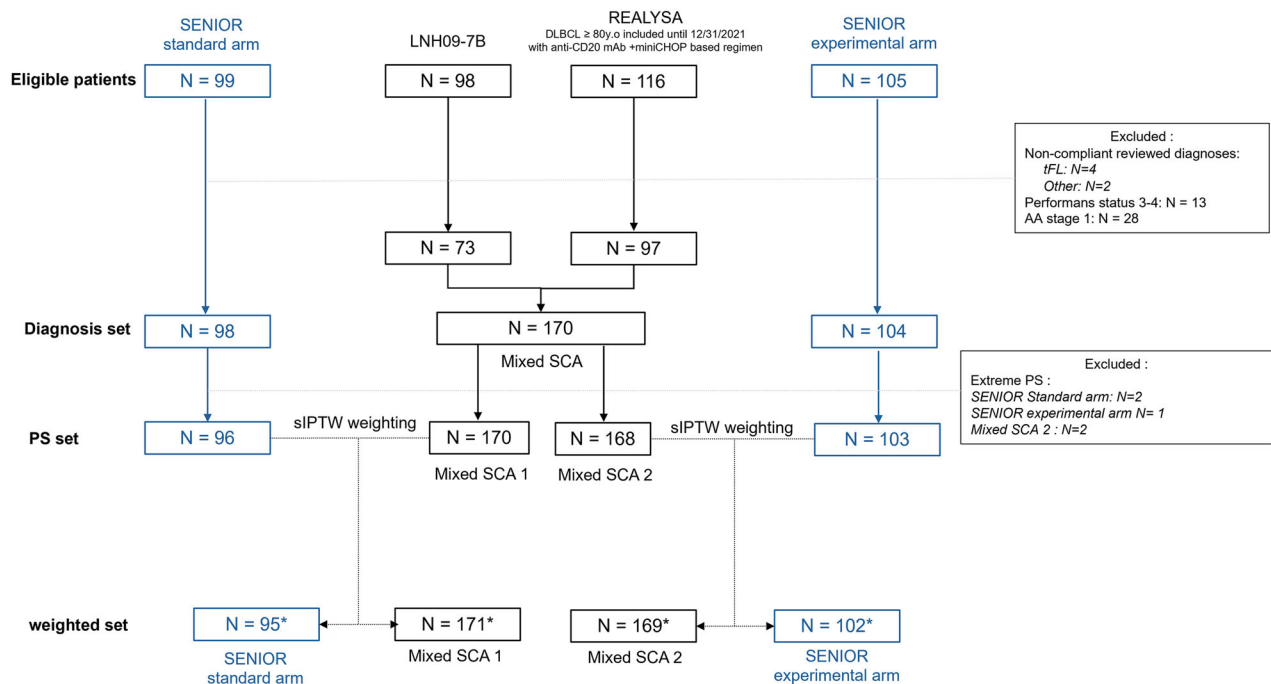 SENIOR
standard arm
LNH09-7B
REALYSA
DLBCL ≥ 80y.o included until 12/31/2021
with anti-CD20 mAb +miniCHOP based regimen
SENIOR
experimental arm
Eligible patients
N = 99
N = 98
N = 116
N = 105
Excluded :
Non-compliant reviewed diagnoses:
tFL: N=4
Other: N=2
Performans status 3-4: N = 13
AA stage 1: N = 28
N = 73
N = 97
Diagnosis set
N = 98
N = 170
N = 104
Mixed SCA
Excluded :
Extreme PS :
SENIOR Standard arm: N=2
SENIOR experimental arm N= 1
Mixed SCA 2 : N=2
PS set
N = 96
sIPTW weighting
N = 170
N = 168
sIPTW weighting
N = 103
Mixed SCA 1
Mixed SCA 2
weighted set
N = 95*
N = 171*
N = 169*
N = 102*
SENIOR
standard arm
Mixed SCA 1
Mixed SCA 2
SENIOR
experimental arm